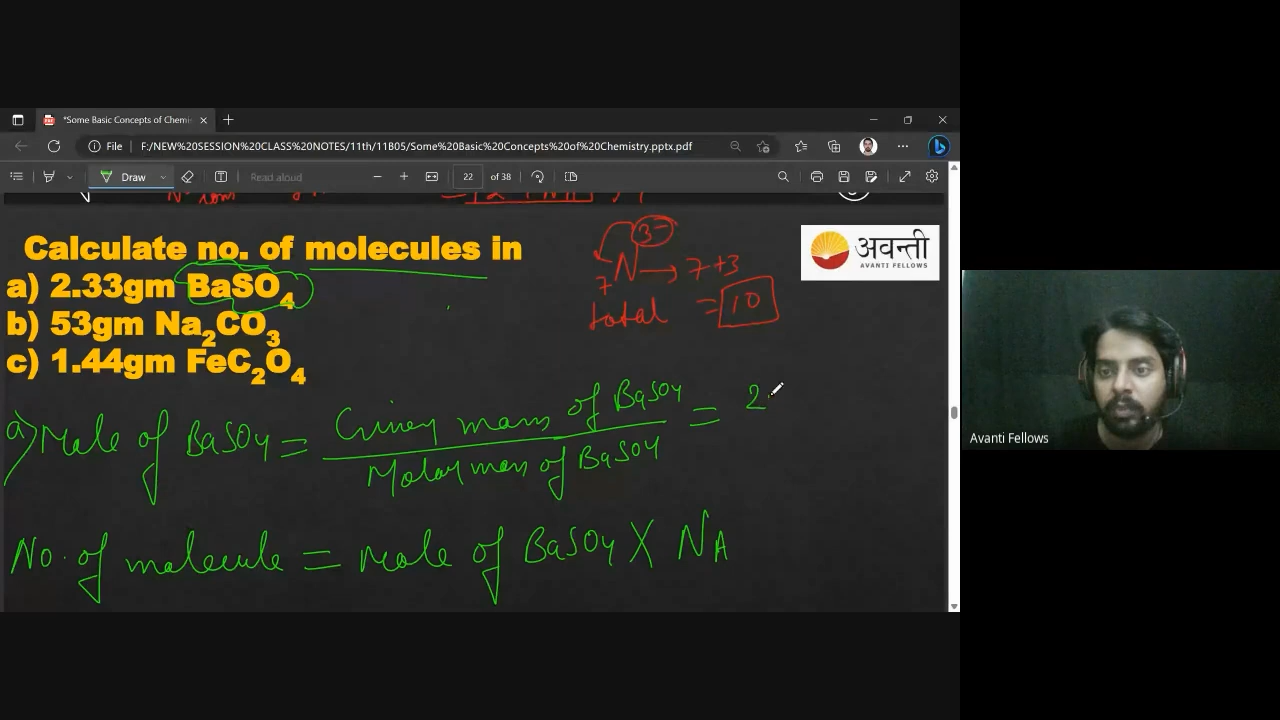 *Some Basic Concepts of Chemis
File F:/NEW%20SESSION%20CLASS%20NOTES/11th/11B05/Some%20Basic%20Concepts%20of%20Chemistry.pptx.pdf
Draw Read aloud 22 of 38
Calculate no. of molecules in
a) 2.33gm BaSO4
b) 53gm Na2CO3
c) 1.44gm FeC2O4
3-
7 N → 7+3
total = 10
अवन्ती
AVANTI FELLOWS
a) Mole of BaSO4 = Given mass of BaSO4 / Molar mass of BaSO4 = 2.
No. of molecule = Mole of BaSO4 X NA
Avanti Fellows